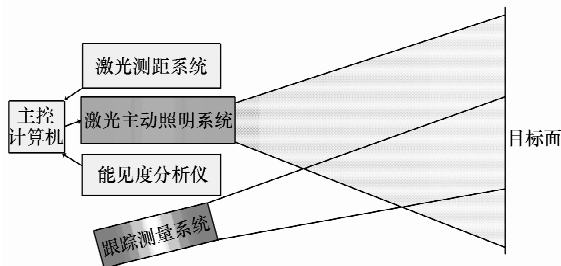 激光测距系统
主控
计算机
激光主动照明系统
目标面
能见度分析仪
跟踪测量系统